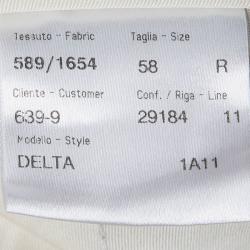 Tessuto - Fabric Taglia - Size
589/1654 58 R
Cliente - Customer Conf. / Riga - Line
639-9 29184 11
Modello - Style
DELTA 1A11